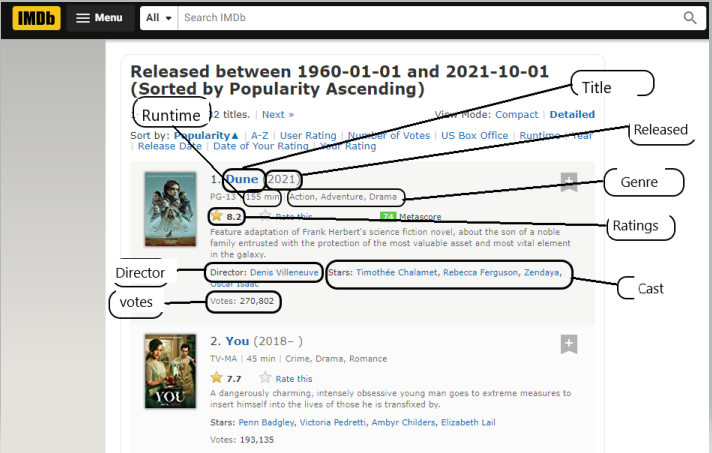 IMDb Menu All Search IMDb
Released between 1960-01-01 and 2021-10-01
(Sorted by Popularity Ascending)
Title
Runtime
32 titles. | Next » View Mode: Compact | Detailed
Released
Sort by: Popularity▲ | A-Z | User Rating | Number of Votes | US Box Office | Runtime | Year
| Release Date | Date of Your Rating | Your Rating
1. Dune (2021)
Genre
PG-13 | 155 min | Action, Adventure, Drama
8.2 Rate this 74 Metascore
Ratings
Feature adaptation of Frank Herbert's science fiction novel, about the son of a noble
family entrusted with the protection of the most valuable asset and most vital element
in the galaxy.
Director
Director: Denis Villeneuve | Stars: Timothée Chalamet, Rebecca Ferguson, Zendaya,
Oscar Isaac
Cast
votes
Votes: 270,802
2. You (2018– )
TV-MA | 45 min | Crime, Drama, Romance
7.7 Rate this
YOU
A dangerously charming, intensely obsessive young man goes to extreme measures to
insert himself into the lives of those he is transfixed by.
Stars: Penn Badgley, Victoria Pedretti, Ambyr Childers, Elizabeth Lail
Votes: 193,135